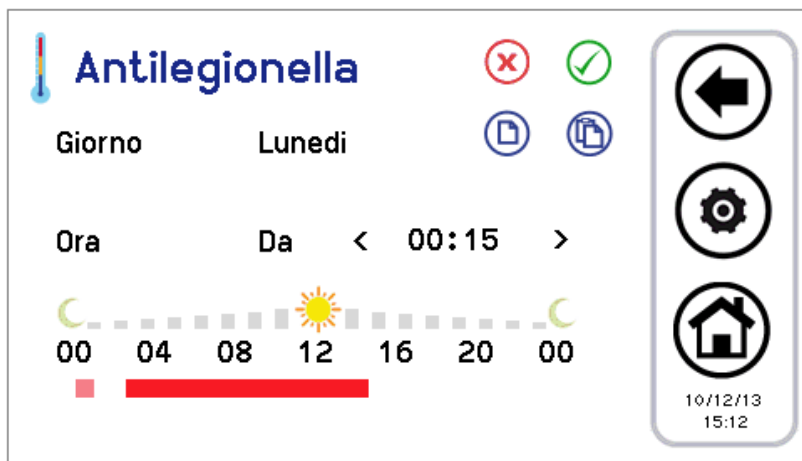 Antilegionella
Giorno Lunedi
Ora Da < 00:15 >
00 04 08 12 16 20 00
10/12/13
15:12